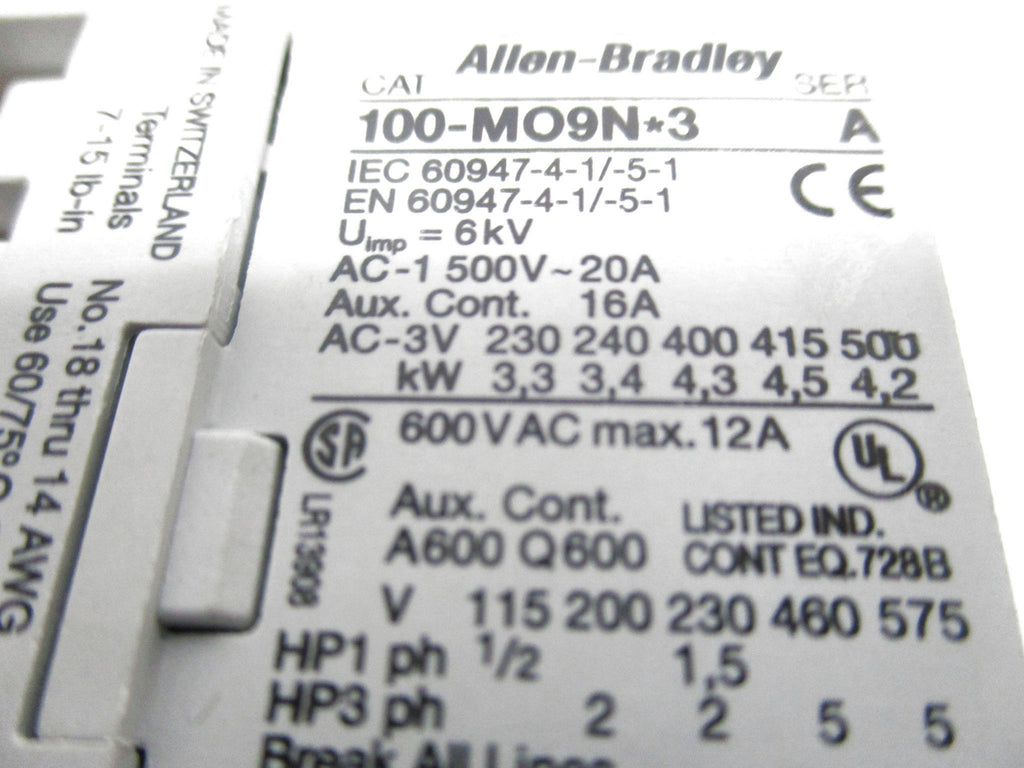 MADE IN SWITZERLAND
Terminals
7-15 lb-in
No.18 thru 14 AWG
Use 60/75°C
Allen-Bradley
CAT SER
100-MO9N*3 A
IEC 60947-4-1/-5-1
EN 60947-4-1/-5-1
CE
Uimp = 6kV
AC-1 500V~20A
Aux. Cont. 16A
AC-3V 230 240 400 415 500
kW 3,3 3,4 4,3 4,5 4,2
SA 600VAC max.12A UL ®
LR13908
Aux. Cont. LISTED IND.
A600 Q600 CONT EQ.728B
V 115 200 230 460 575
HP1 ph 1/2 1,5
HP3 ph 2 2 5 5
Break All Lines